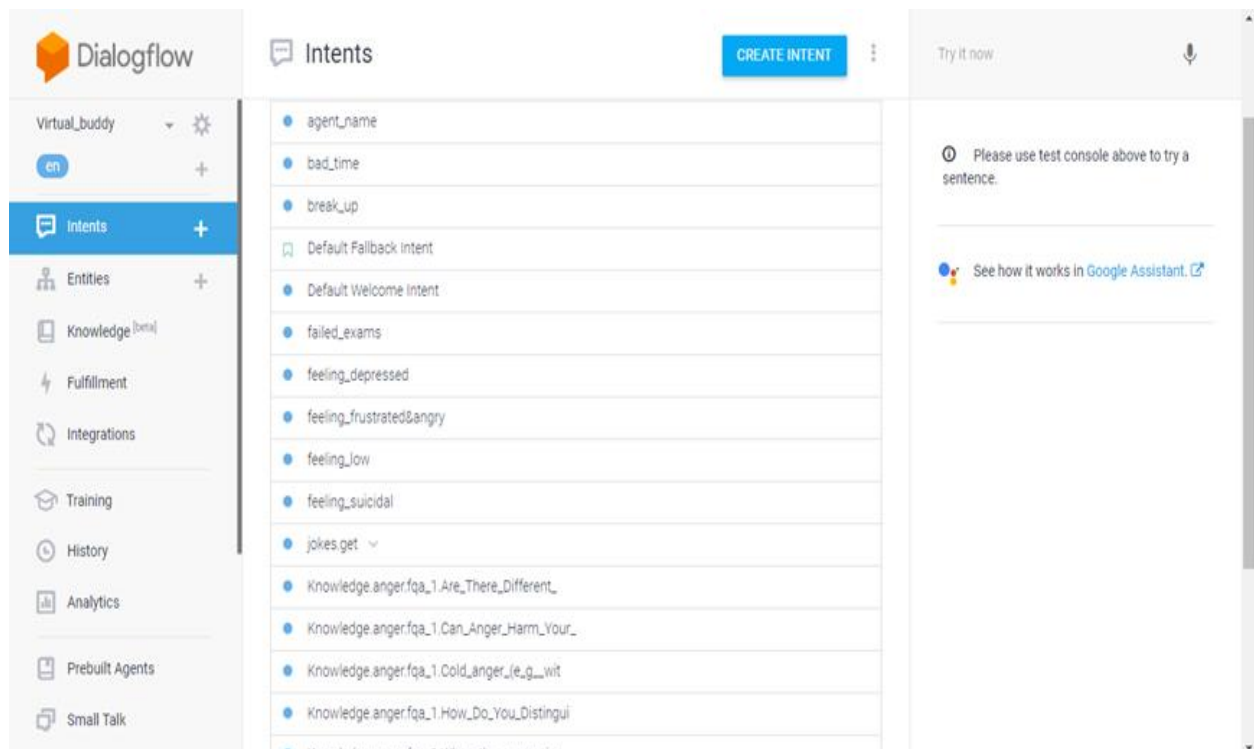 Dialogflow
Virtual_buddy
en
Intents
Entities
Knowledge [beta]
Fulfillment
Integrations
Training
History
Analytics
Prebuilt Agents
Small Talk
Intents
CREATE INTENT
agent_name
bad_time
break_up
Default Fallback Intent
Default Welcome Intent
failed_exams
feeling_depressed
feeling_frustrated&angry
feeling_low
feeling_suicidal
jokes.get
Knowledge.anger.fqa_1.Are_There_Different_
Knowledge.anger.fqa_1.Can_Anger_Harm_Your_
Knowledge.anger.fqa_1.Cold_anger_(e_g__wit
Knowledge.anger.fqa_1.How_Do_You_Distingui
Try it now
Please use test console above to try a
sentence.
See how it works in Google Assistant.